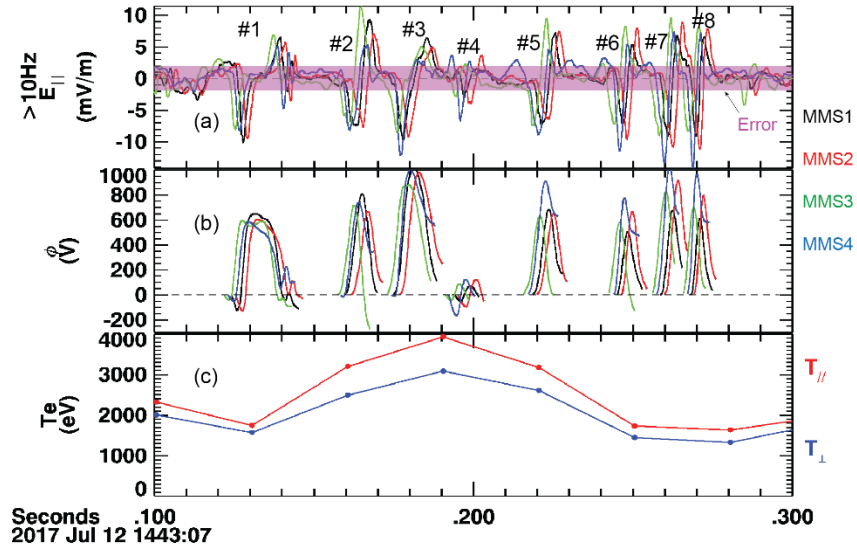 #1 #2 #3 #4 #5 #6 #7 #8
>10Hz
E||
(mV/m)
10
5
0
-5
-10
(a)
Error
MMS1
MMS2
MMS3
MMS4
ϕ
(V)
1000
800
600
400
200
0
-200
(b)
Te
(eV)
4000
3000
2000
1000
0
(c)
T//
T⊥
Seconds
.100 .200 .300
2017 Jul 12 1443:07